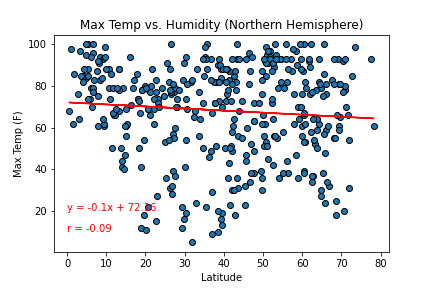 Max Temp vs. Humidity (Northern Hemisphere)
100
80
60
40
20
Max Temp (F)
y = -0.1x + 72.16
r = -0.09
0 10 20 30 40 50 60 70 80
Latitude